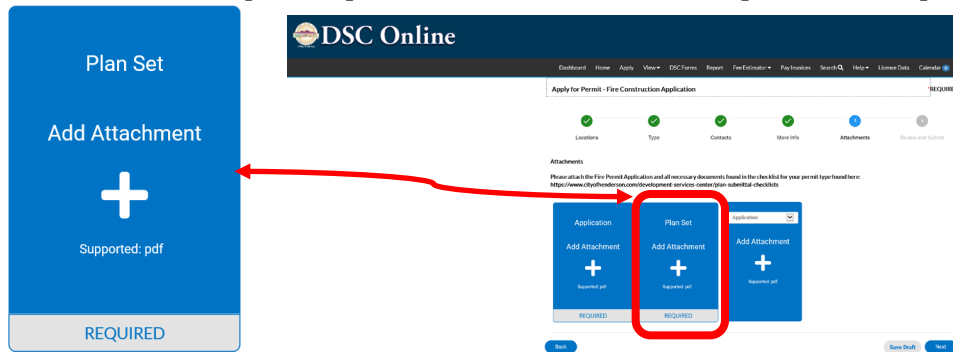 Plan Set
Add Attachment
Supported: pdf
REQUIRED
DSC Online
Dashboard Home Apply View DSC Forms Report Fee Estimator Pay Invoices Search Help License Data Calendar
Apply for Permit - Fire Construction Application
*REQUIRE
Locations Type Contacts More Info Attachments Review and Submit
Attachments
Please attach the Fire Permit Application and all necessary documents found in the checklist for your permit type found here:
https://www.cityofhenderson.com/development-services-center/plan-submittal-checklists
Application
Add Attachment
Supported: pdf
REQUIRED
Plan Set
Add Attachment
Supported: pdf
REQUIRED
Application
Add Attachment
Supported: pdf
Back Save Draft Next